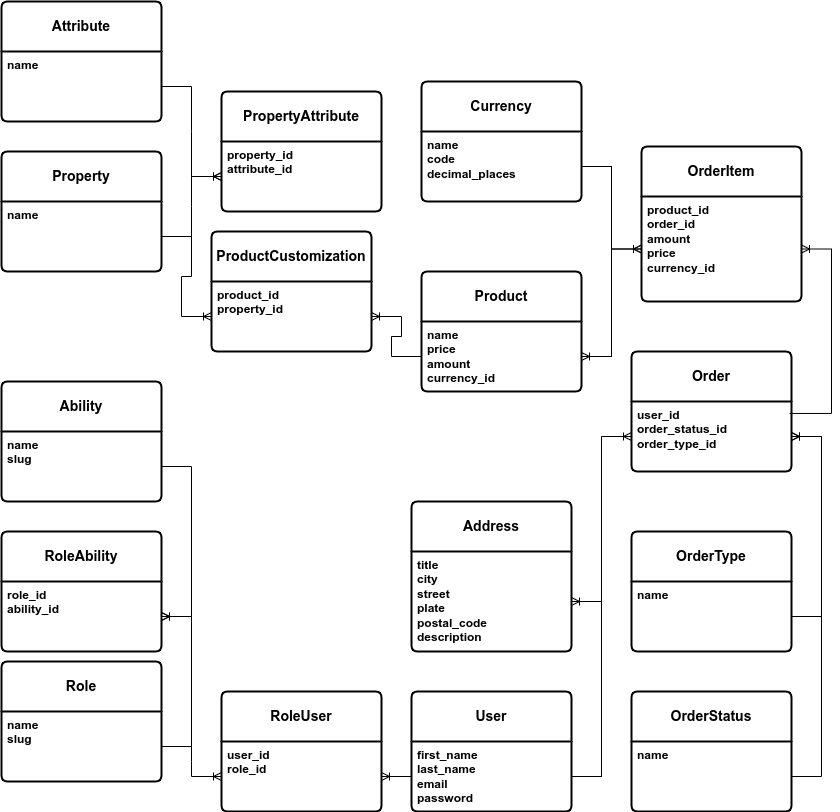 Attribute
name
Property
name
PropertyAttribute
property_id
attribute_id
ProductCustomization
product_id
property_id
Currency
name
code
decimal_places
Product
name
price
amount
currency_id
OrderItem
product_id
order_id
amount
price
currency_id
Order
user_id
order_status_id
order_type_id
Ability
name
slug
RoleAbility
role_id
ability_id
Role
name
slug
RoleUser
user_id
role_id
Address
title
city
street
plate
postal_code
description
User
first_name
last_name
email
password
OrderType
name
OrderStatus
name